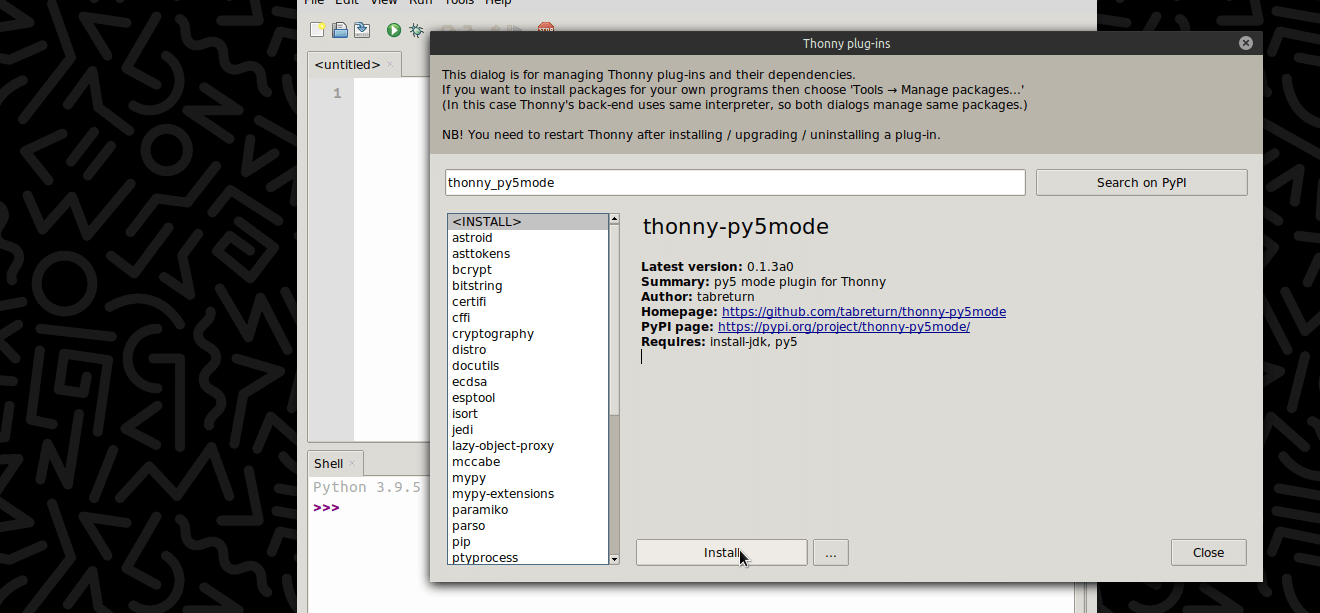 File Edit View Run Tools Help
Thonny plug-ins
<untitled>
1
This dialog is for managing Thonny plug-ins and their dependencies.
If you want to install packages for your own programs then choose 'Tools → Manage packages...'
(In this case Thonny's back-end uses same interpreter, so both dialogs manage same packages.)
NB! You need to restart Thonny after installing / upgrading / uninstalling a plug-in.
thonny_py5mode
Search on PyPI
<INSTALL>
astroid
asttokens
bcrypt
bitstring
certifi
cffi
cryptography
distro
docutils
ecdsa
esptool
isort
jedi
lazy-object-proxy
mccabe
mypy
mypy-extensions
paramiko
parso
pip
ptyprocess
thonny-py5mode
Latest version: 0.1.3a0
Summary: py5 mode plugin for Thonny
Author: tabreturn
Homepage: https://github.com/tabreturn/thonny-py5mode
PyPI page: https://pypi.org/project/thonny-py5mode/
Requires: install-jdk, py5
Install
...
Close
Shell
Python 3.9.5
>>>